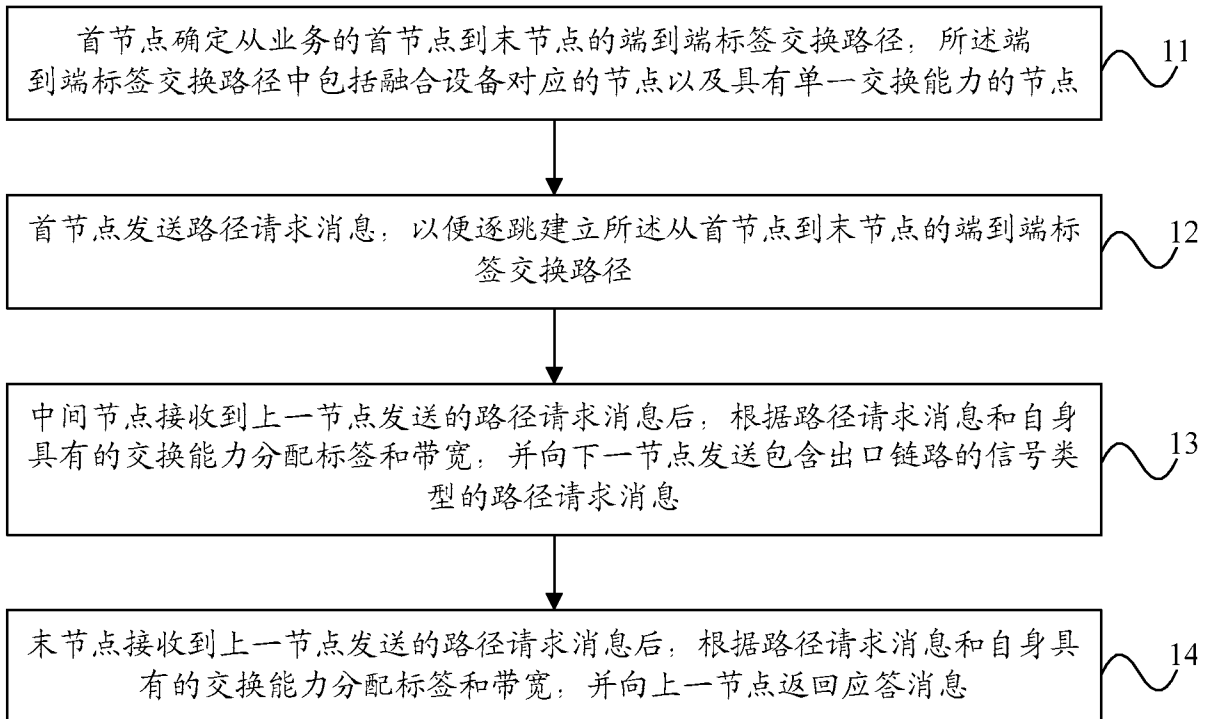 首节点确定从业务的首节点到末节点的端到端标签交换路径，所述端
到端标签交换路径中包括融合设备对应的节点以及具有单一交换能力的节点
11
首节点发送路径请求消息，以便逐跳建立所述从首节点到末节点的端到端标
签交换路径
12
中间节点接收到上一节点发送的路径请求消息后，根据路径请求消息和自身
具有的交换能力分配标签和带宽，并向下一节点发送包含出口链路的信号类
型的路径请求消息
13
末节点接收到上一节点发送的路径请求消息后，根据路径请求消息和自身具
有的交换能力分配标签和带宽，并向上一节点返回应答消息
14